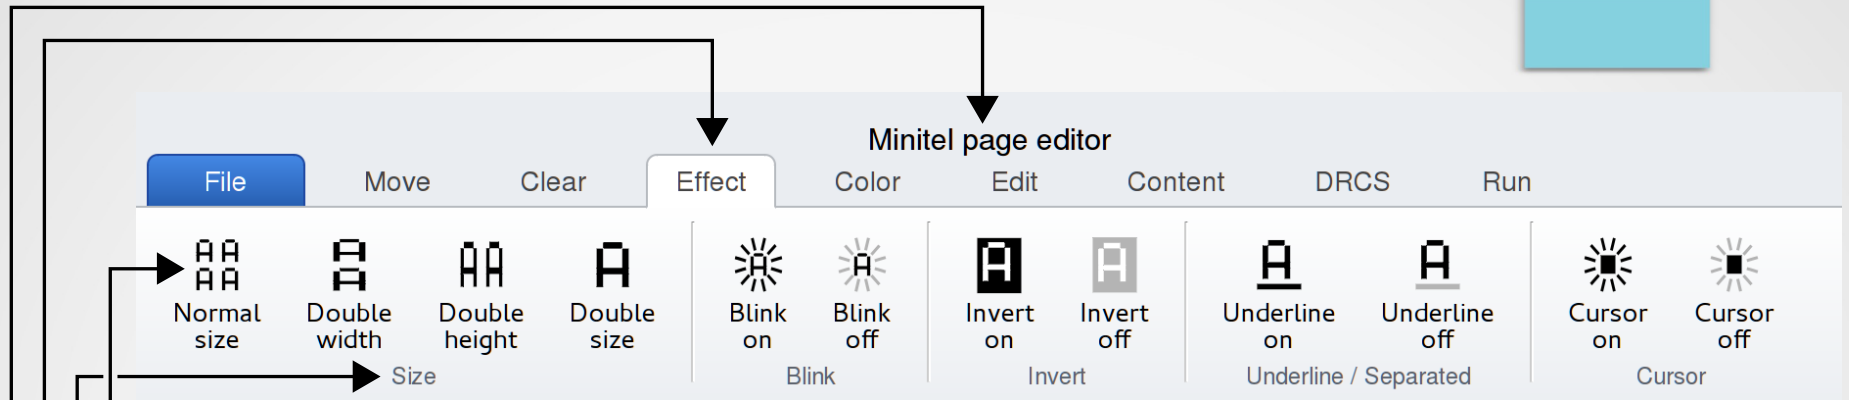 Minitel page editor
File Move Clear Effect Color Edit Content DRCS Run
Normal size
Double width
Double height
Double size
Blink on
Blink off
Invert on
Invert off
Underline on
Underline off
Cursor on
Cursor off
Size Blink Invert Underline / Separated Cursor